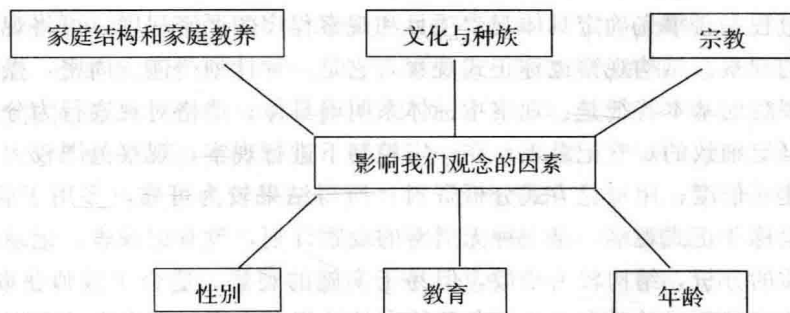 家庭结构和家庭教养
文化与种族
宗教
影响我们观念的因素
性别
教育
年龄